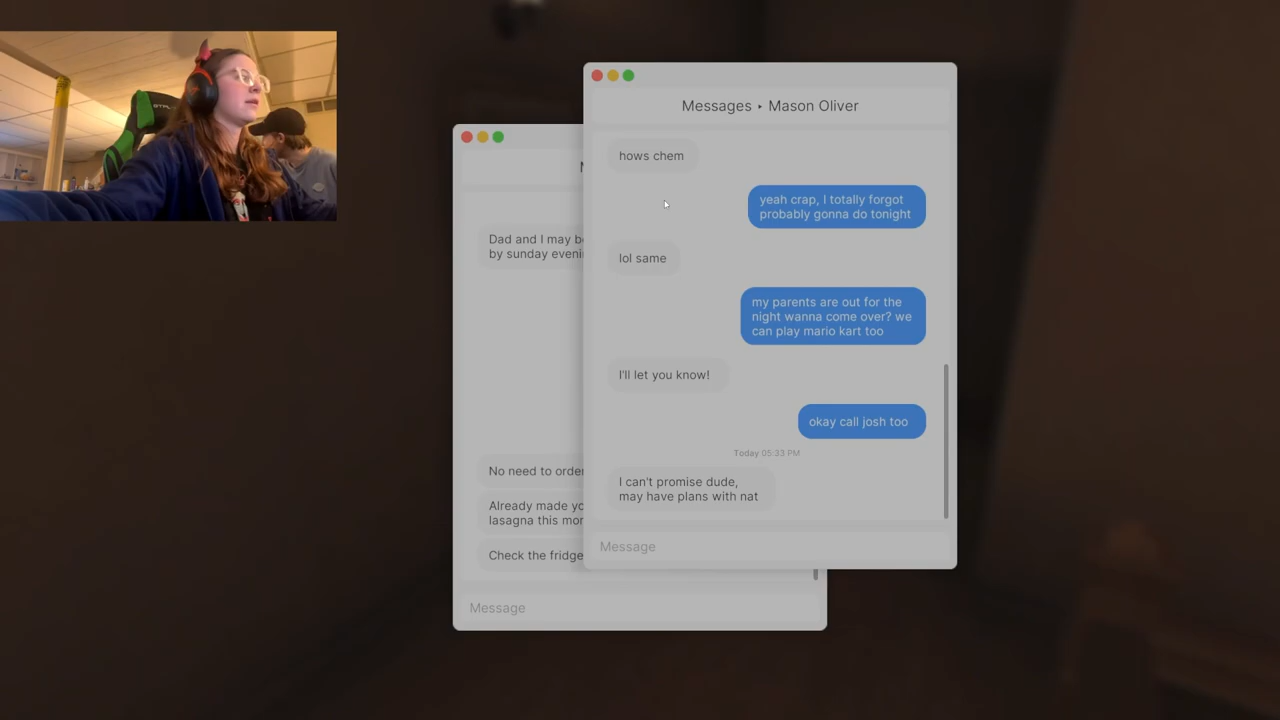 Messages ▸ Mason Oliver
hows chem
yeah crap, I totally forgot
probably gonna do tonight
lol same
my parents are out for the
night wanna come over? we
can play mario kart too
I'll let you know!
okay call josh too
Today 05:33 PM
I can't promise dude,
may have plans with nat
Message
Dad and I may b
by sunday eveni
No need to order
Already made yo
lasagna this mor
Check the fridge
Message